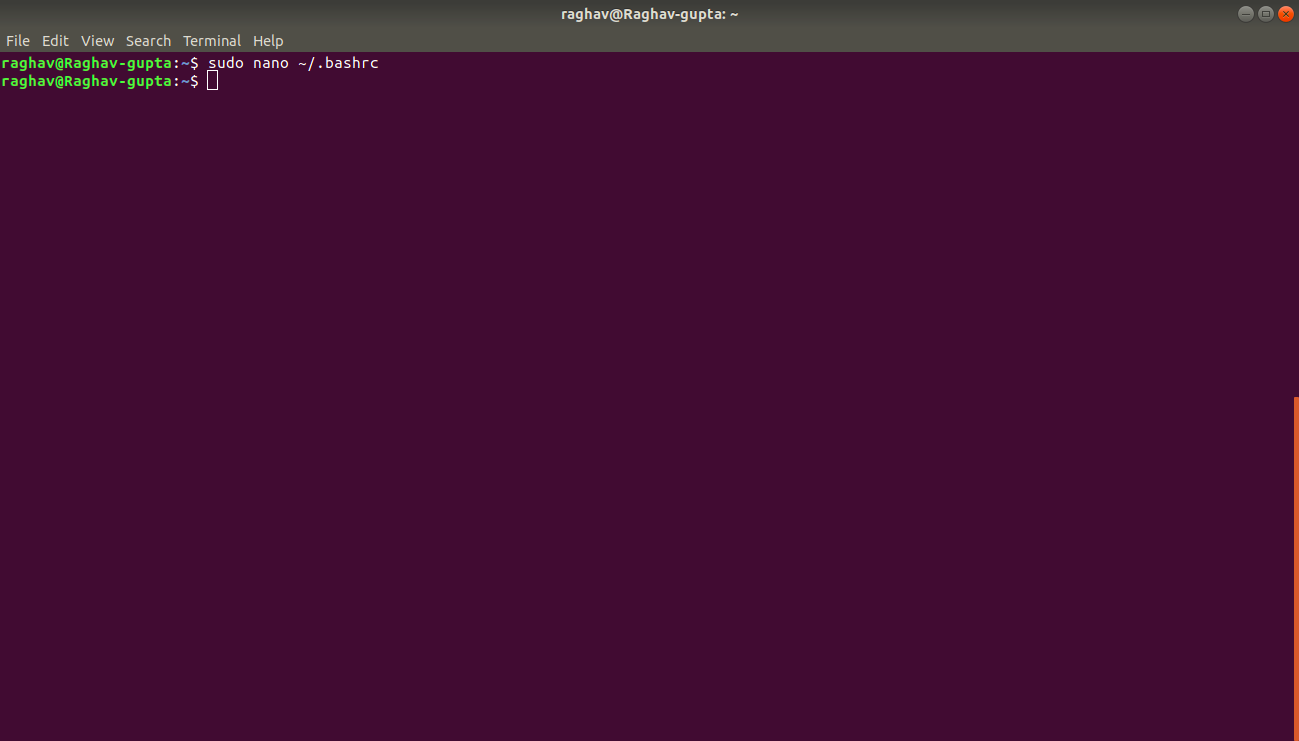 raghav@Raghav-gupta: ~
File Edit View Search Terminal Help
raghav@Raghav-gupta:~$ sudo nano ~/.bashrc
raghav@Raghav-gupta:~$